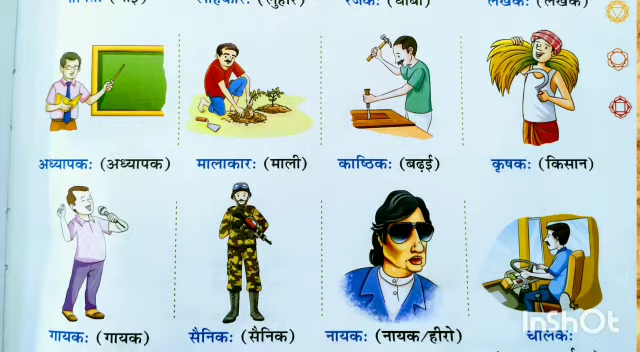 अध्यापकः (अध्यापक) मालाकारः (माली) काष्ठिकः (बढ़ई) कृषकः (किसान)
गायकः (गायक) सैनिकः (सैनिक) नायकः (नायक/हीरो) चालकः
InShOt